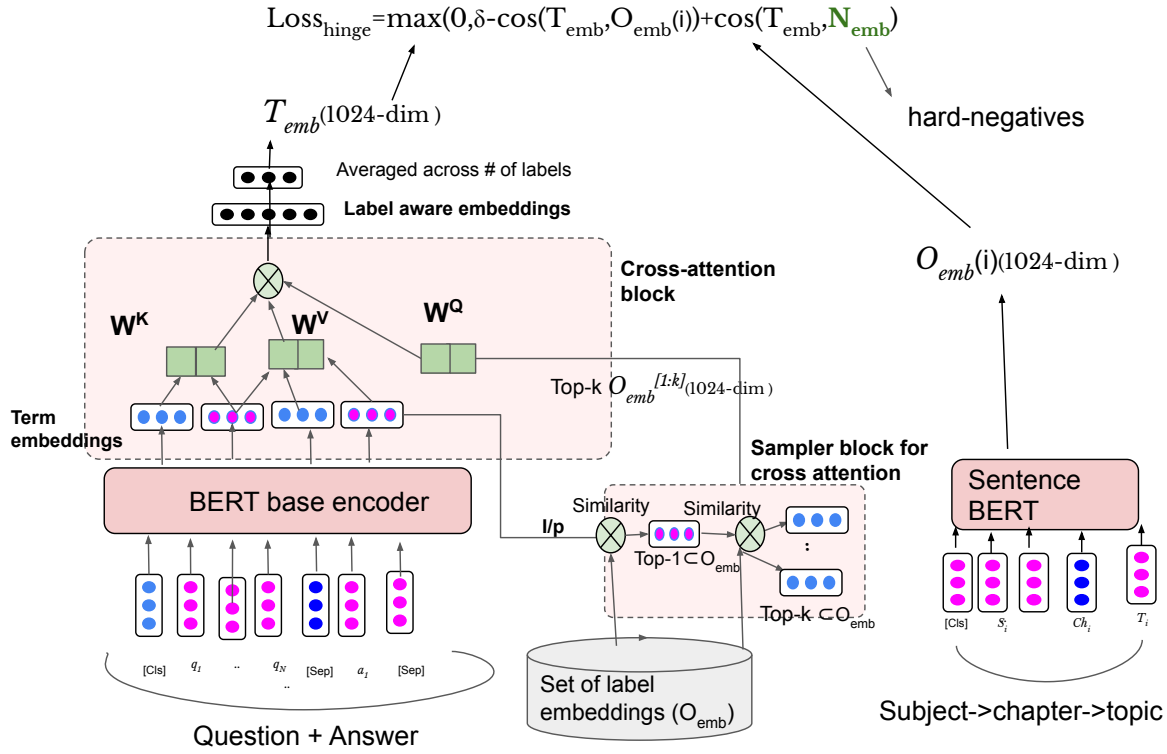 Loss_hinge=max(0,δ-cos(T_emb,O_emb(i))+cos(T_emb,N_emb)
T_emb(1024-dim)
hard-negatives
Averaged across # of labels
Label aware embeddings
O_emb(i)(1024-dim)
Cross-attention
block
W^K
W^V
W^Q
Top-k O_emb^[1:k](1024-dim)
Term
embeddings
Sampler block for
cross attention
BERT base encoder
Sentence
BERT
I/p
Similarity
Similarity
Top-1⊂O_emb
:
Top-k ⊂O_emb
[Cls]
q_1
..
q_N
[Sep]
a_1
[Sep]
..
[Cls]
S_i
Ch_i
T_i
Set of label
embeddings (O_emb)
Question + Answer
Subject->chapter->topic